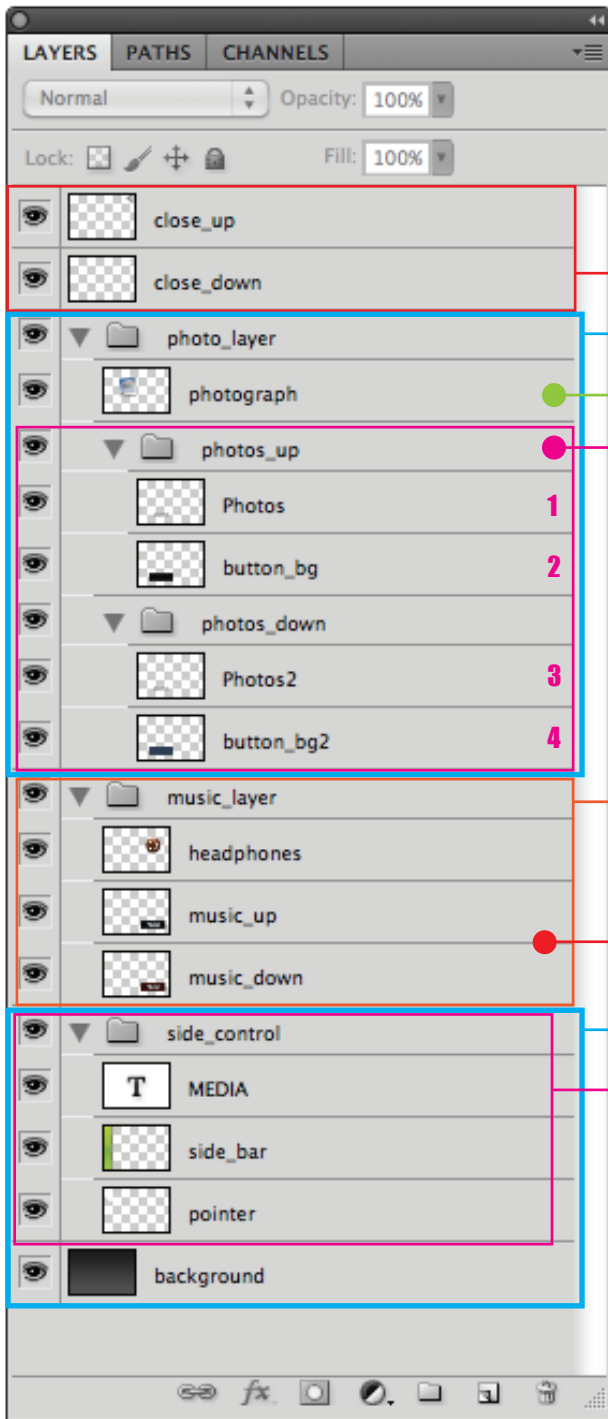 LAYERS PATHS CHANNELS
Normal Opacity: 100%
Lock: Fill: 100%
close_up
close_down
photo_layer
photograph
photos_up
Photos 1
button_bg 2
photos_down
Photos2 3
button_bg2 4
music_layer
headphones
music_up
music_down
side_control
T MEDIA
side_bar
pointer
background
fx